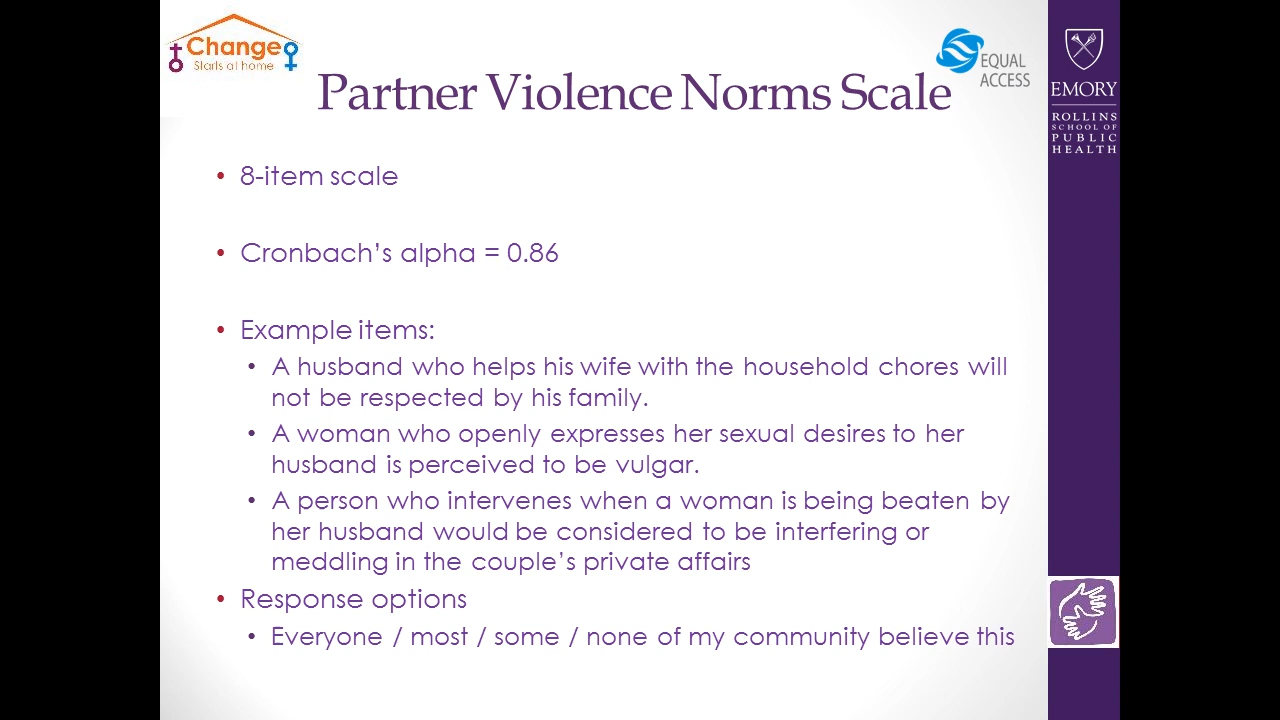 Change
Starts at home
EQUAL
ACCESS
Partner Violence Norms Scale
EMORY
ROLLINS
SCHOOL OF
PUBLIC
HEALTH
• 8-item scale
• Cronbach's alpha = 0.86
• Example items:
• A husband who helps his wife with the household chores will
not be respected by his family.
• A woman who openly expresses her sexual desires to her
husband is perceived to be vulgar.
• A person who intervenes when a woman is being beaten by
her husband would be considered to be interfering or
meddling in the couple's private affairs
• Response options
• Everyone / most / some / none of my community believe this